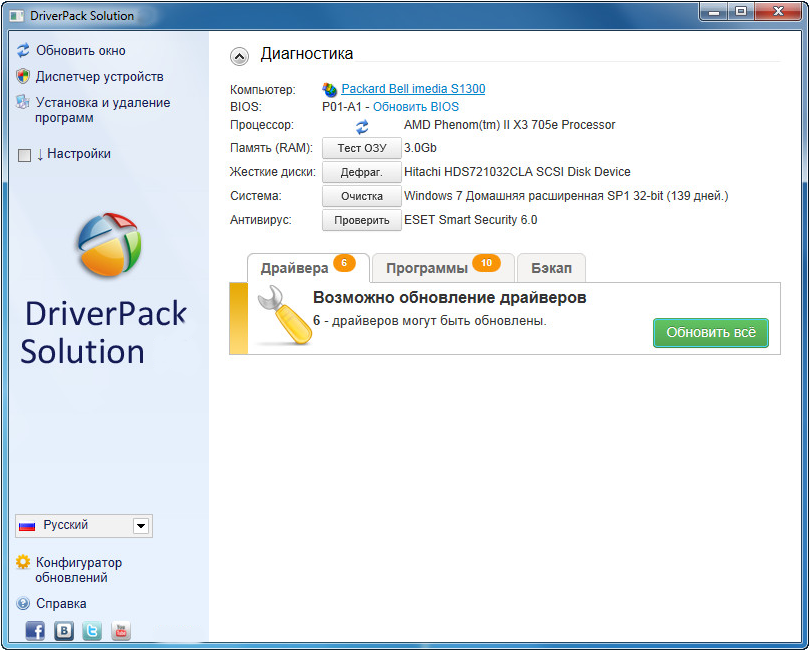 DriverPack Solution
Обновить окно
Диспетчер устройств
Установка и удаление
программ
↓ Настройки
DriverPack
Solution
Русский
Конфигуратор
обновлений
Справка
Диагностика
Компьютер: Packard Bell imedia S1300
BIOS: P01-A1 - Обновить BIOS
Процессор: AMD Phenom(tm) II X3 705e Processor
Память (RAM): Тест ОЗУ 3.0Gb
Жесткие диски: Дефраг. Hitachi HDS721032CLA SCSI Disk Device
Система: Очистка Windows 7 Домашняя расширенная SP1 32-bit (139 дней.)
Антивирус: Проверить ESET Smart Security 6.0
Драйвера 6 Программы 10 Бэкап
Возможно обновление драйверов
6 - драйверов могут быть обновлены.
Обновить всё